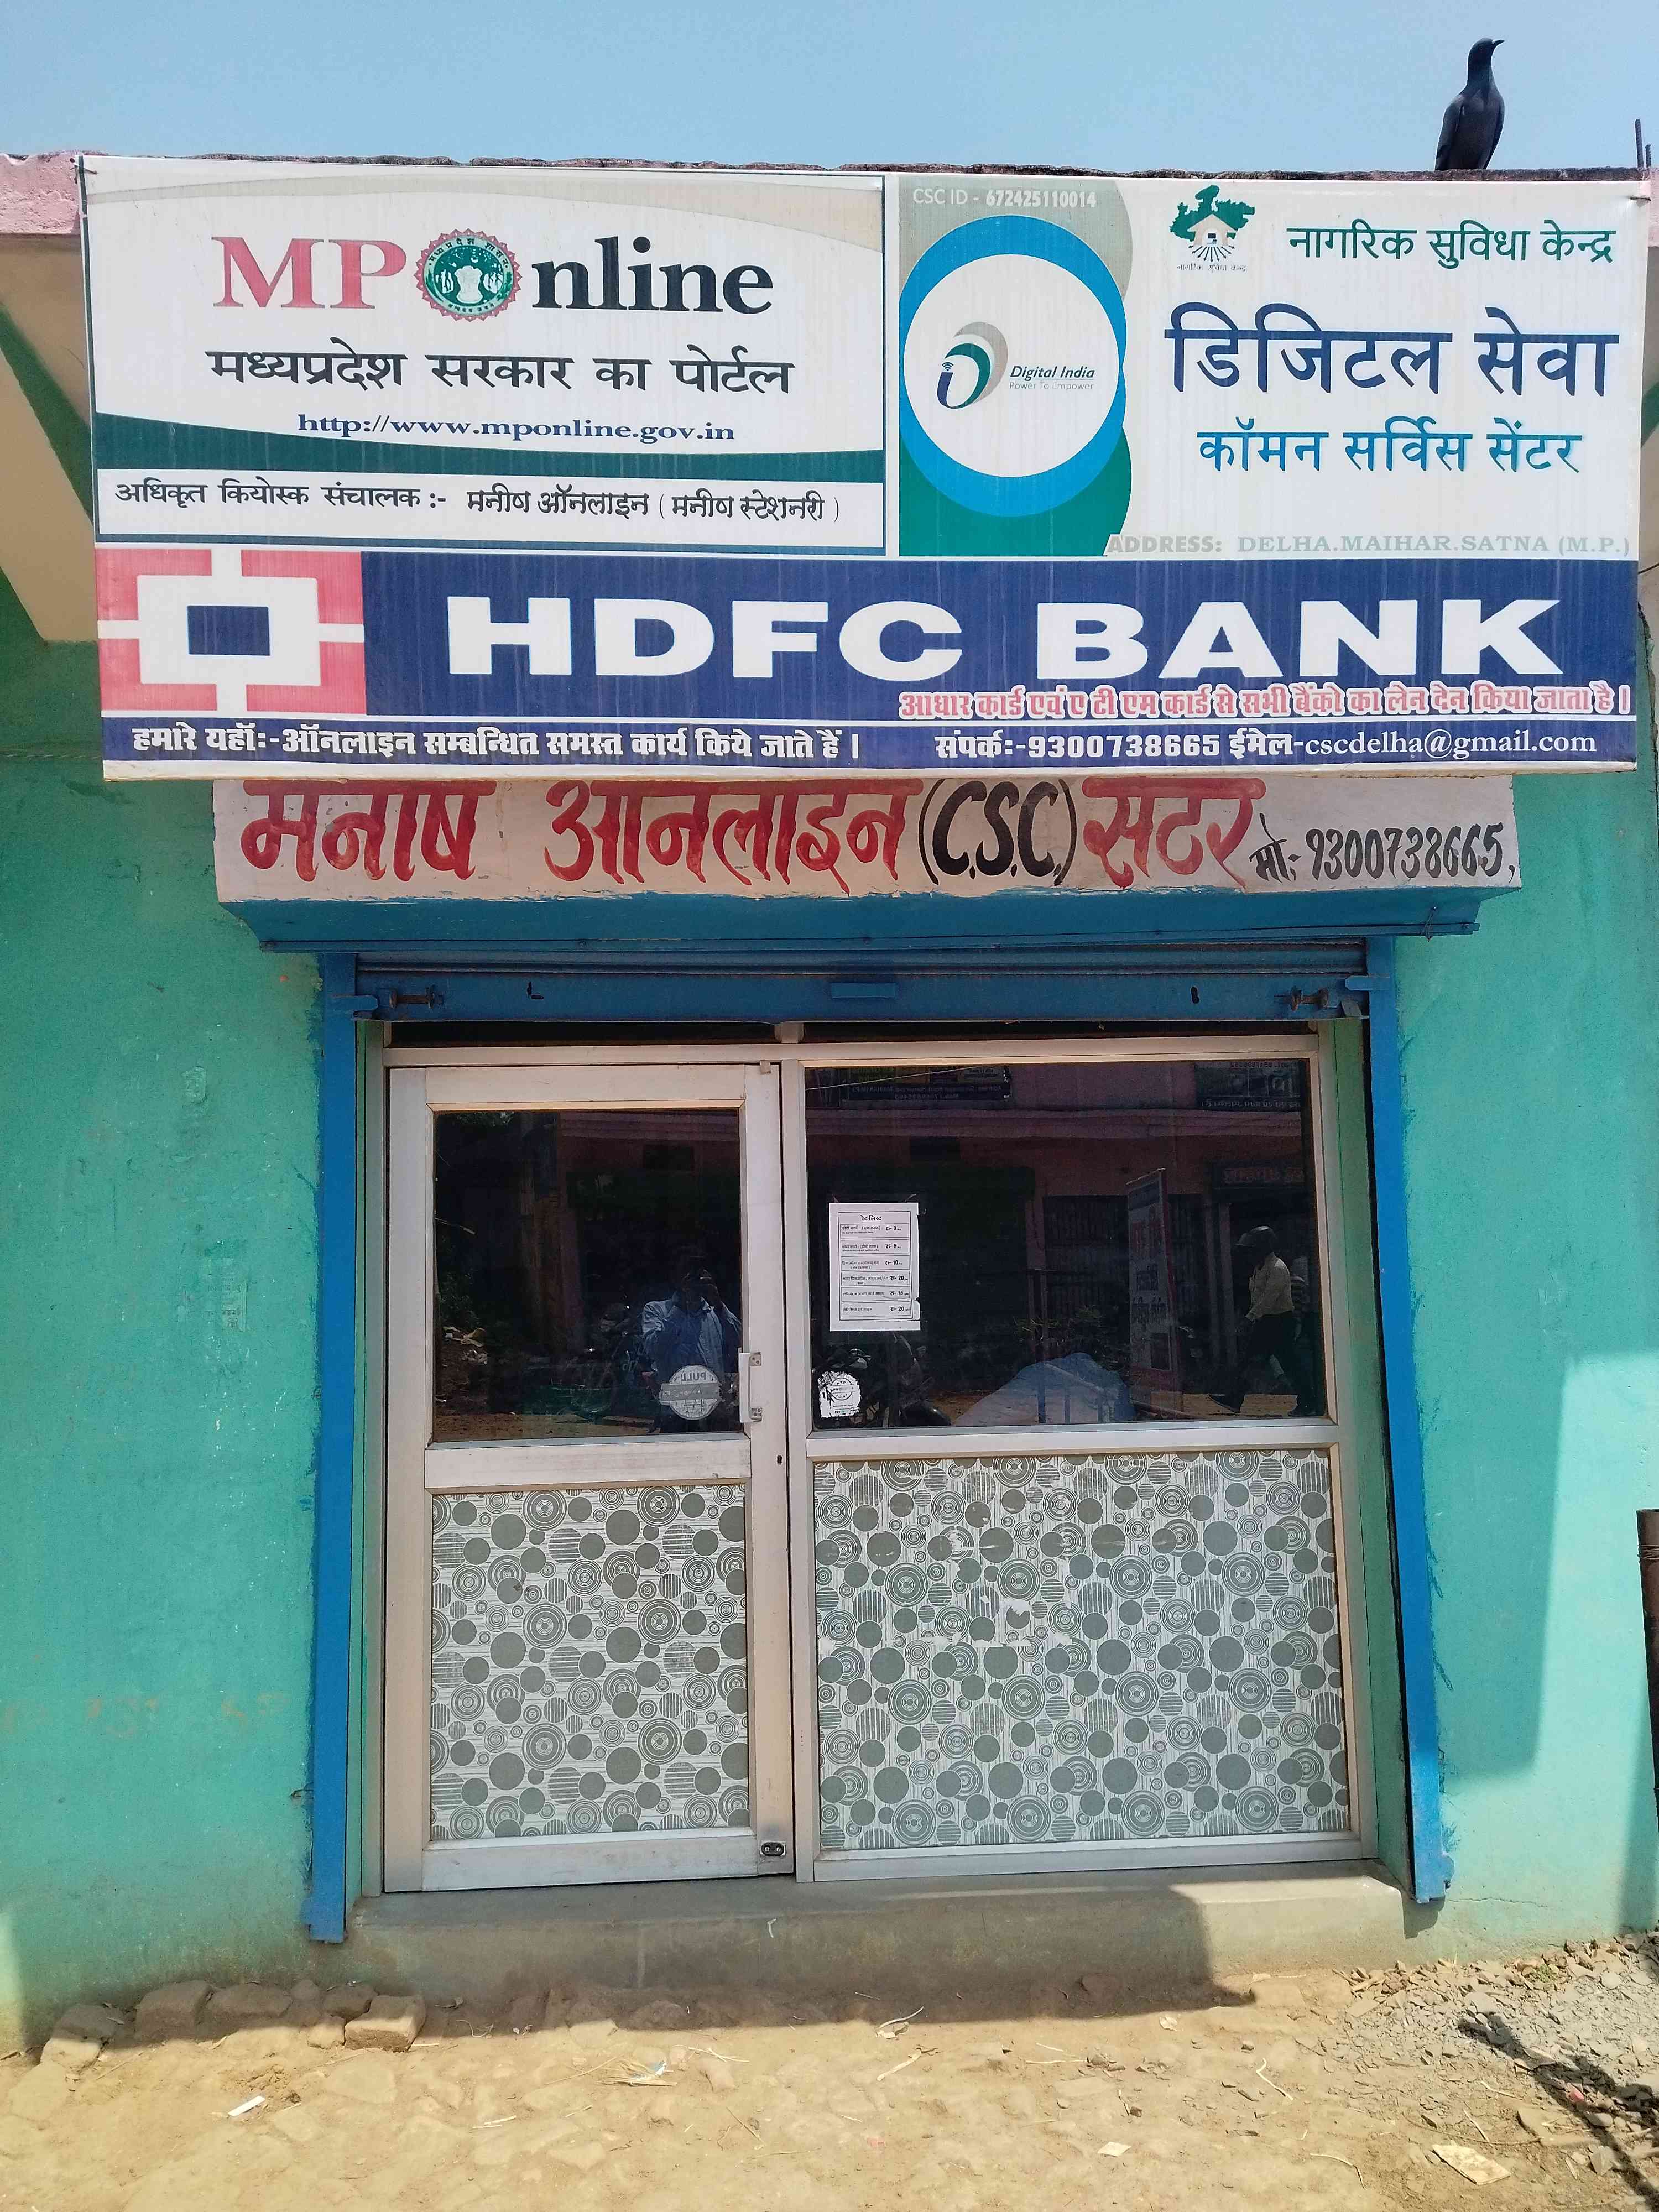 MPOnline
मध्यप्रदेश सरकार का पोर्टल
http://www.mponline.gov.in
अधिकृत कियोस्क संचालक :- मनीष ऑनलाइन ( मनीष स्टेशनरी )
CSC ID - 672425110014
नागरिक सुविधा केन्द्र
नागरिक सुविधा केन्द्र
Digital India
Power To Empower
डिजिटल सेवा
कॉमन सर्विस सेंटर
ADDRESS: DELHA.MAIHAR.SATNA (M.P.)
HDFC BANK
आधार कार्ड एवं ए टी एम कार्ड से सभी बैंको का लेन देन किया जाता है ।
हमारे यहॉ:-ऑनलाइन सम्बन्धित समस्त कार्य किये जाते हैं ।
संपर्क:-9300738665 ईमेल-cscdelha@gmail.com
मनीष ऑनलाइन (C.S.C.) सेंटर मो:- 9300738665,
रेट लिस्ट
PULL